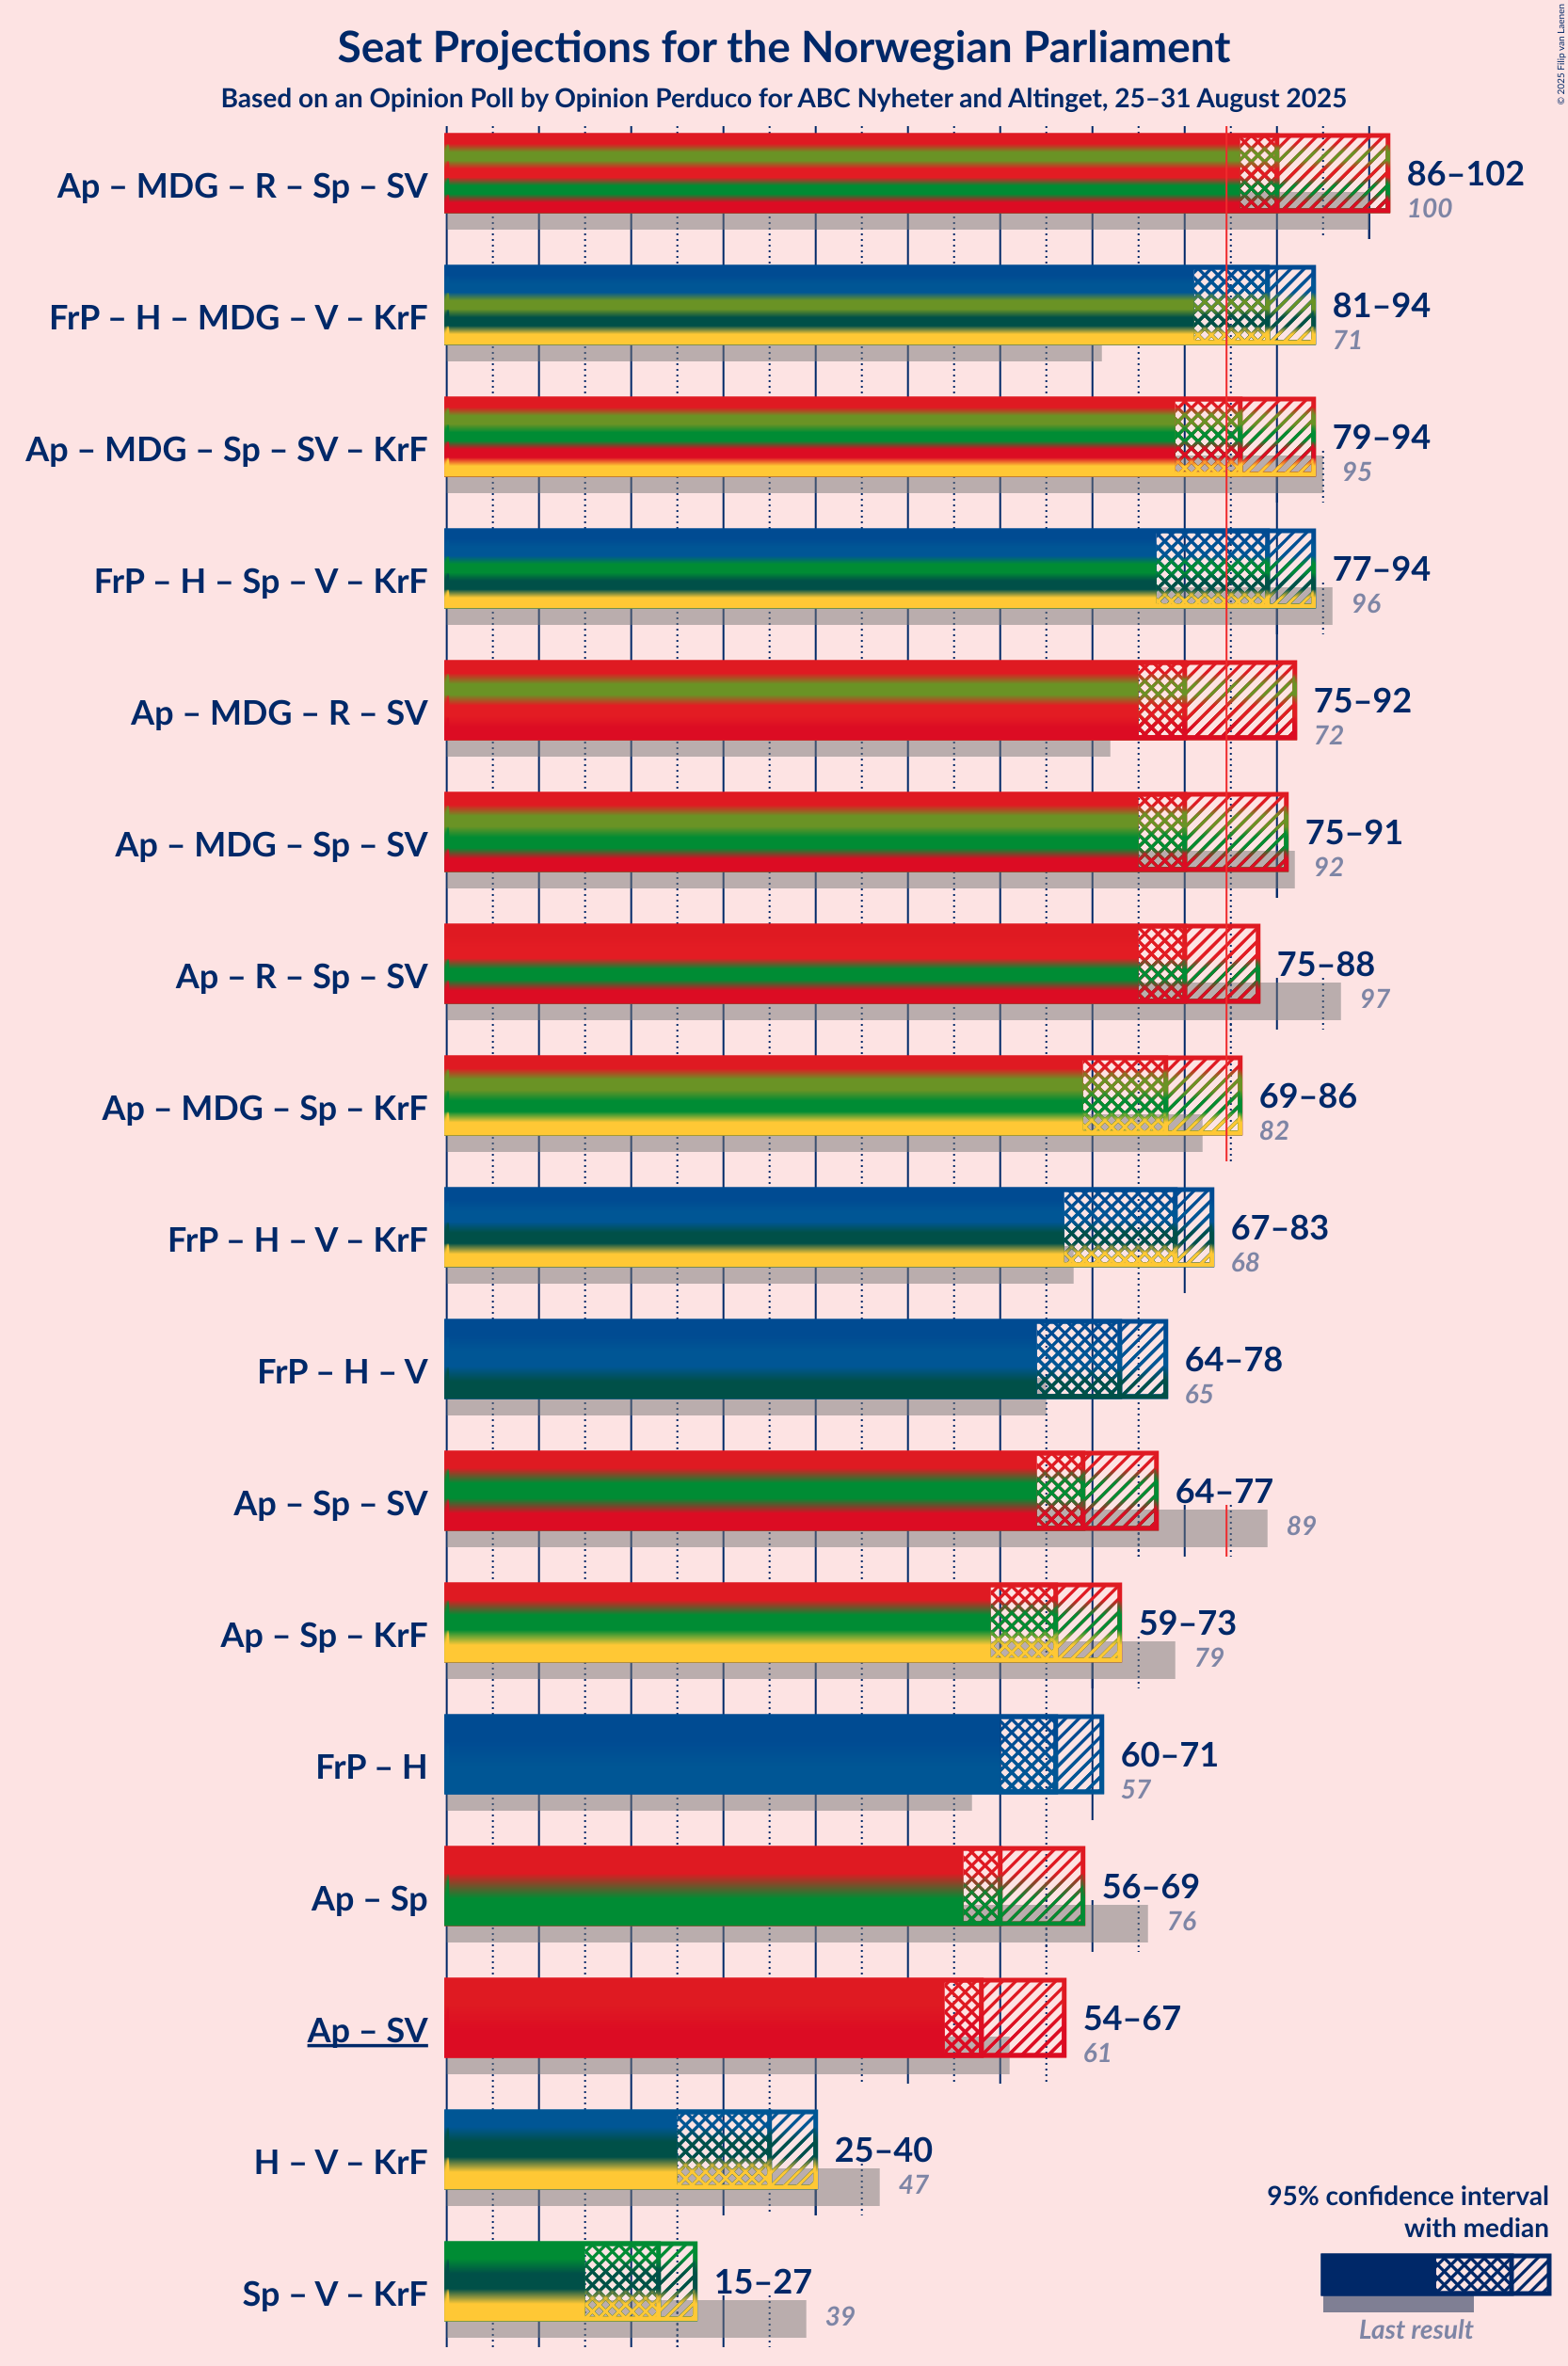 Seat Projections for the Norwegian Parliament
Based on an Opinion Poll by Opinion Perduco for ABC Nyheter and Altinget, 25–31 August 2025
© 2025 Filip van Laenen
Ap – MDG – R – Sp – SV
86–102
100
FrP – H – MDG – V – KrF
81–94
71
Ap – MDG – Sp – SV – KrF
79–94
95
FrP – H – Sp – V – KrF
77–94
96
Ap – MDG – R – SV
75–92
72
Ap – MDG – Sp – SV
75–91
92
Ap – R – Sp – SV
75–88
97
Ap – MDG – Sp – KrF
69–86
82
FrP – H – V – KrF
67–83
68
FrP – H – V
64–78
65
Ap – Sp – SV
64–77
89
Ap – Sp – KrF
59–73
79
FrP – H
60–71
57
Ap – Sp
56–69
76
Ap – SV
54–67
61
H – V – KrF
25–40
47
Sp – V – KrF
15–27
39
95% confidence interval
with median
Last result